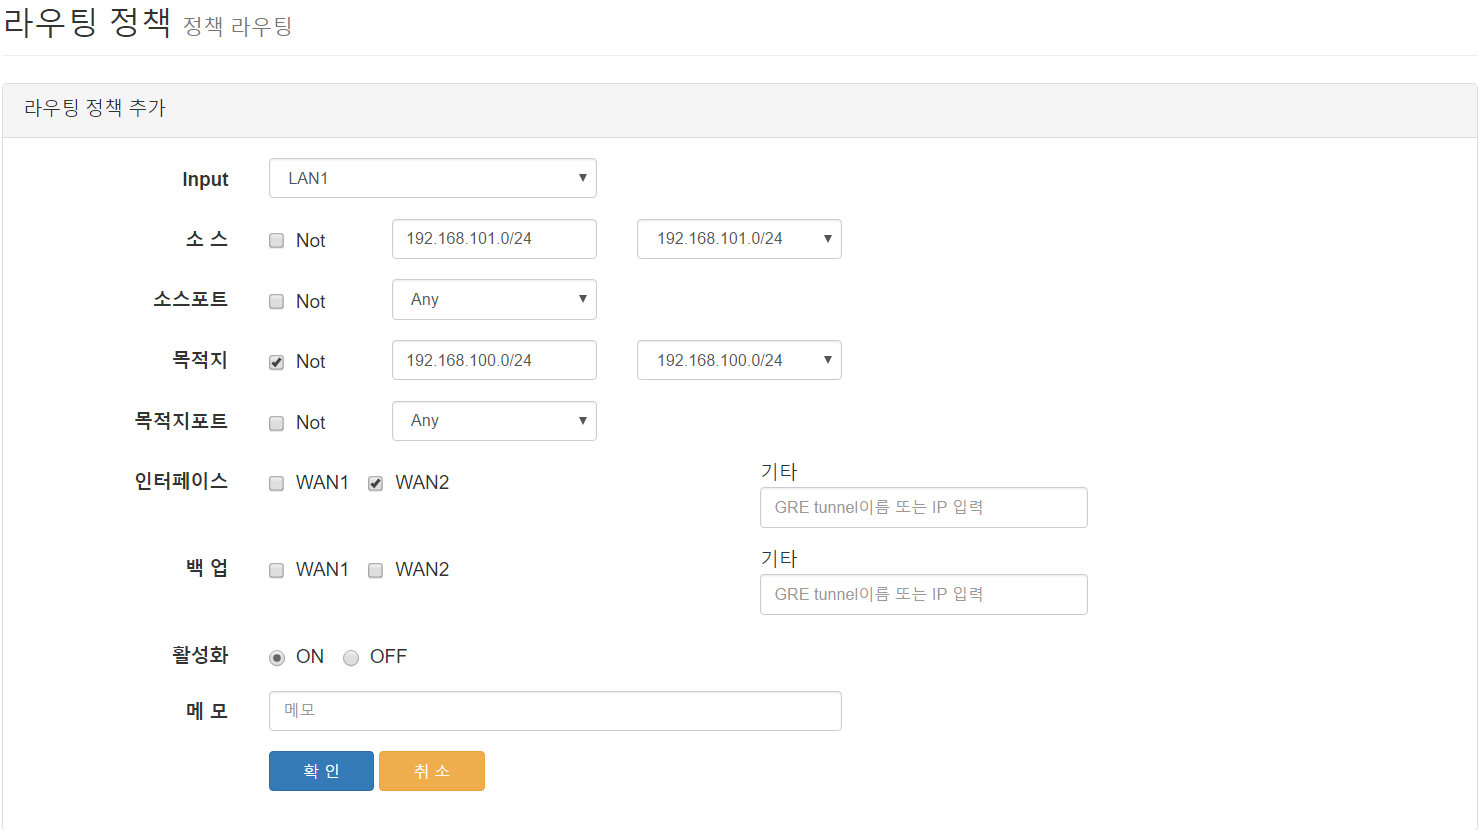 라우팅 정책 정책 라우팅
라우팅 정책 추가
Input LAN1
소 스 Not 192.168.101.0/24 192.168.101.0/24
소스포트 Not Any
목적지 Not 192.168.100.0/24 192.168.100.0/24
목적지포트 Not Any
인터페이스 WAN1 WAN2 기타
GRE tunnel이름 또는 IP 입력
백 업 WAN1 WAN2 기타
GRE tunnel이름 또는 IP 입력
활성화 ON OFF
메 모 메모
확 인 취 소